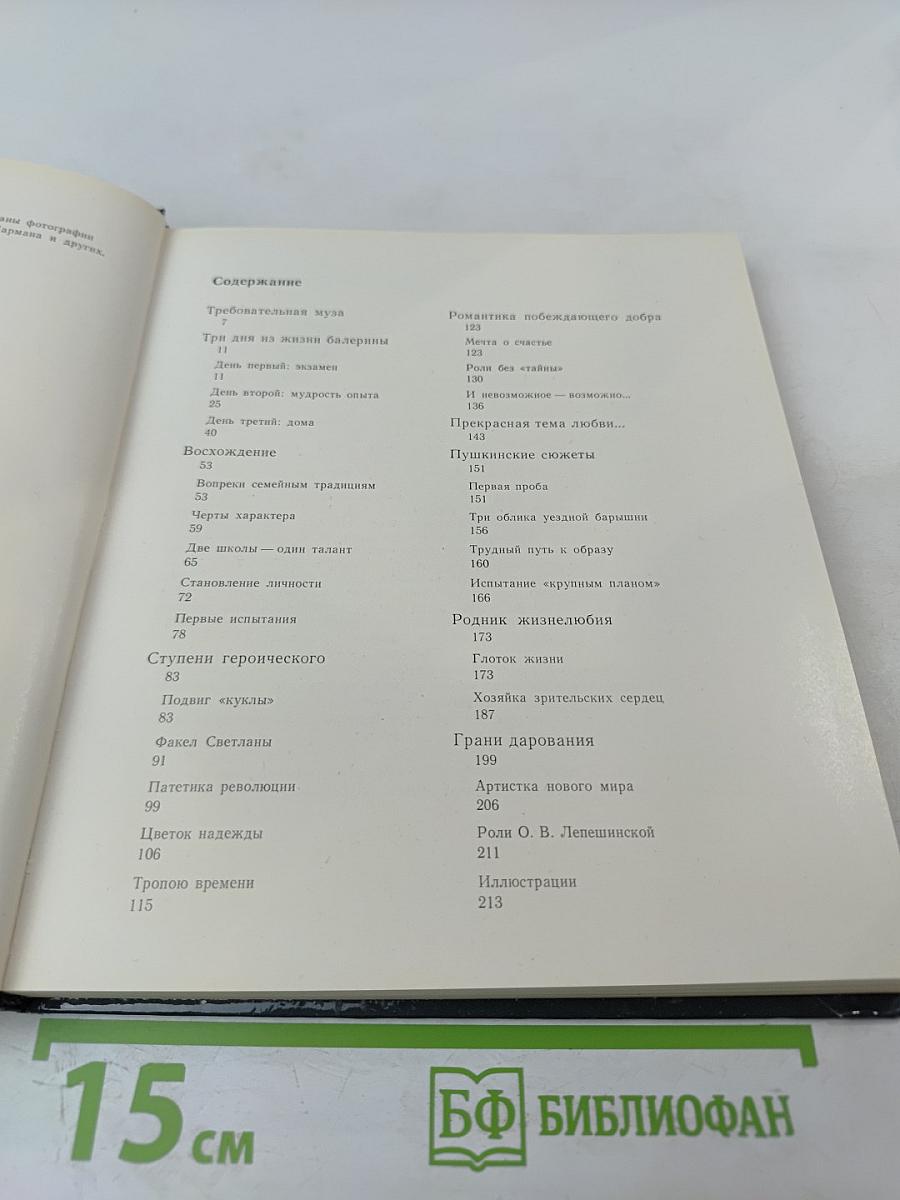 фотографии
и других.
Содержание
Требовательная муза
7
Три дня из жизни балерины
11
День первый: экзамен
11
День второй: мудрость опыта
25
День третий: дома
40
Восхождение
53
Вопреки семейным традициям
53
Черты характера
59
Две школы — один талант
65
Становление личности
72
Первые испытания
78
Ступени героического
83
Подвиг «куклы»
83
Факел Светланы
91
Патетика революции
99
Цветок надежды
106
Тропою времени
115
Романтика побеждающего добра
123
Мечта о счастье
123
Роли без «тайны»
130
И невозможное — возможно...
136
Прекрасная тема любви...
143
Пушкинские сюжеты
151
Первая проба
151
Три облика уездной барышни
156
Трудный путь к образу
160
Испытание «крупным планом»
166
Родник жизнелюбия
173
Глоток жизни
173
Хозяйка зрительских сердец
187
Грани дарования
199
Артистка нового мира
206
Роли О. В. Лепешинской
211
Иллюстрации
213
15 см
БФ БИБЛИОФАН